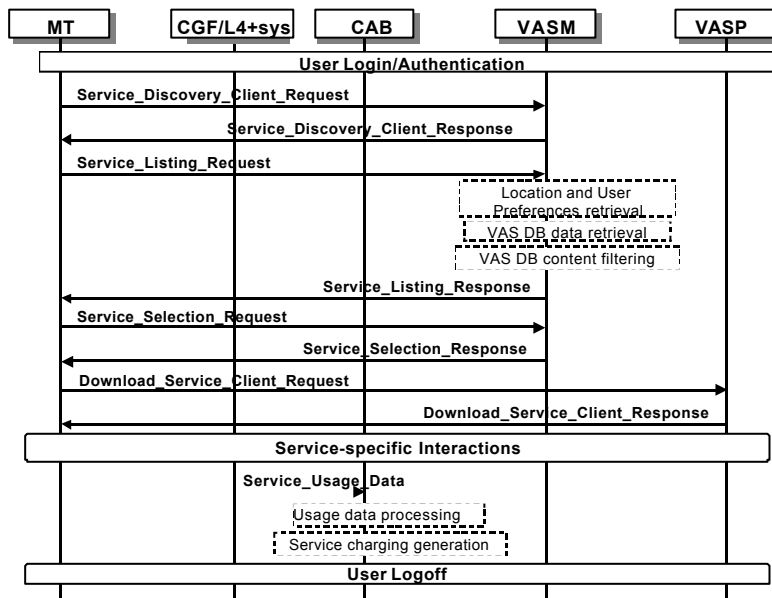 MT
CGF/L4+sys
CAB
VASM
VASP
User Login/Authentication
Service_Discovery_Client_Request
Service_Discovery_Client_Response
Service_Listing_Request
Location and User
Preferences retrieval
VAS DB data retrieval
VAS DB content filtering
Service_Listing_Response
Service_Selection_Request
Service_Selection_Response
Download_Service_Client_Request
Download_Service_Client_Response
Service-specific Interactions
Service_Usage_Data
Usage data processing
Service charging generation
User Logoff